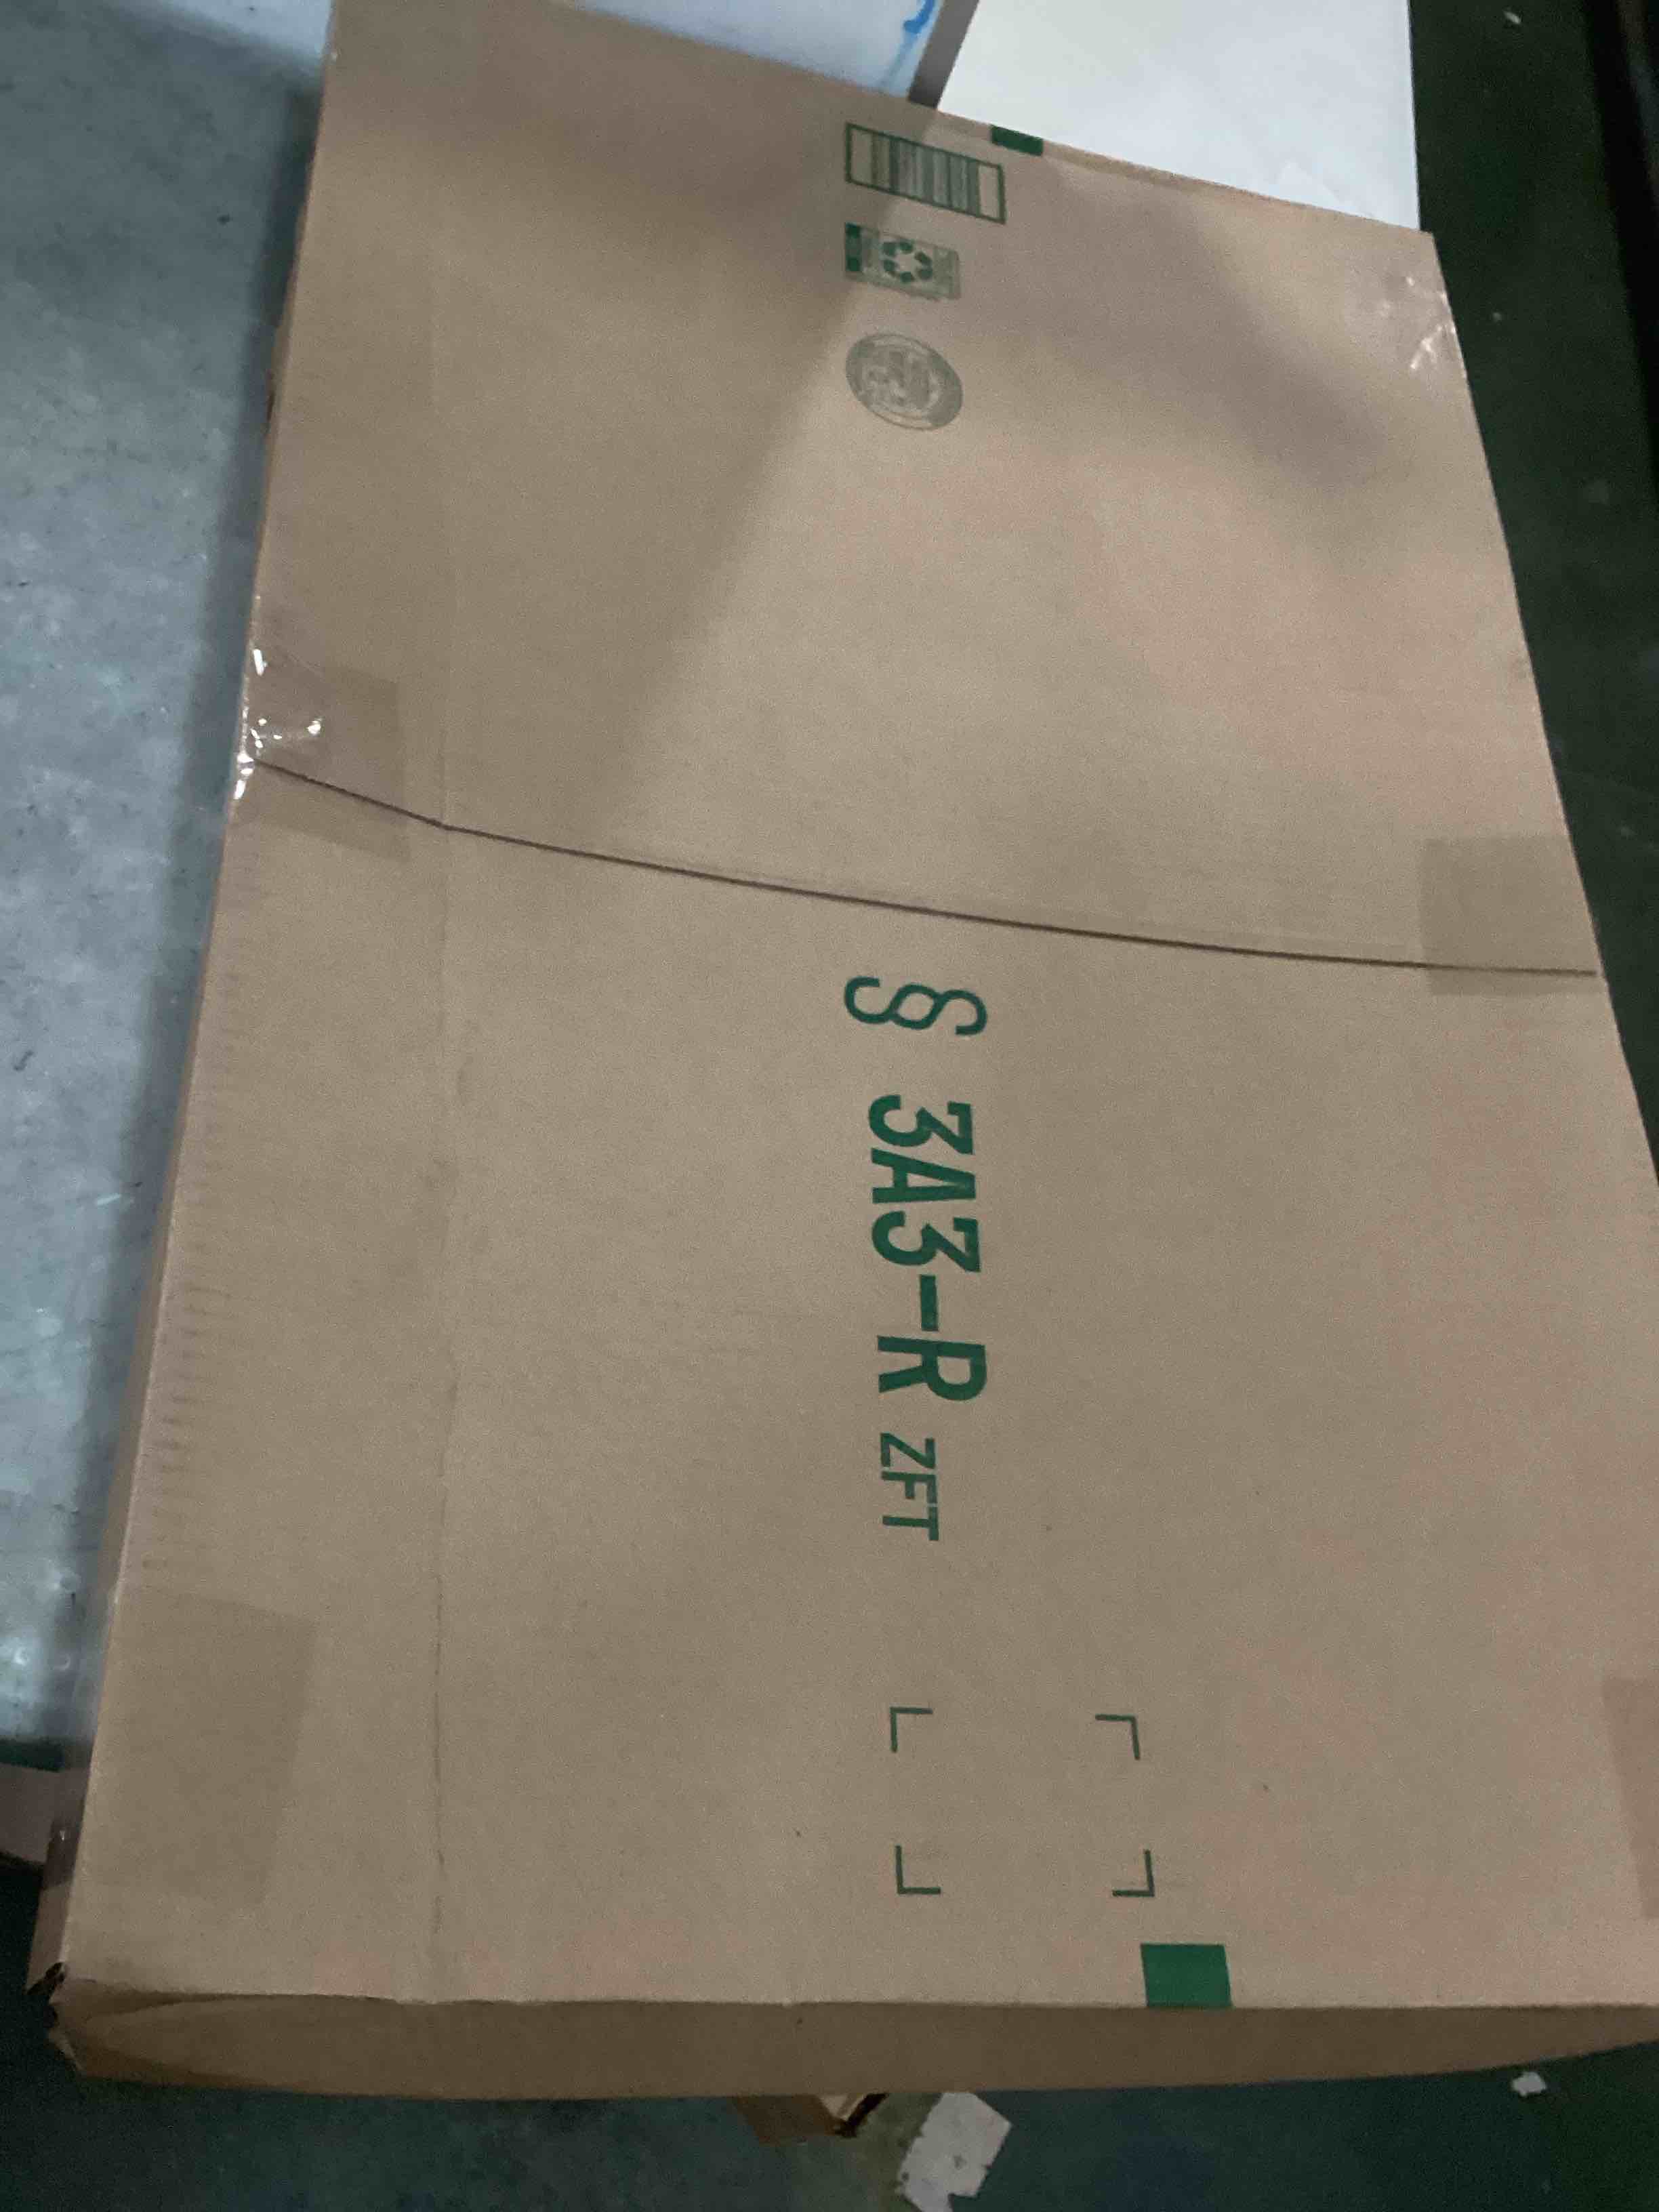 § 3A3-R ZFT